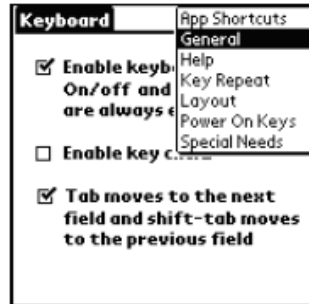 Keyboard
App Shortcuts
General
Help
Key Repeat
Layout
Power On Keys
Special Needs
Enable
On/off and
are always
Enable key
Tab moves to the next
field and shift-tab moves
to the previous field